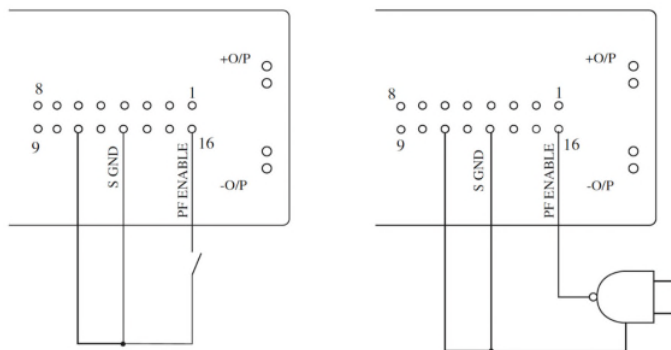 +O/P
8
1
9
16
S GND
PF ENABLE
-O/P
+O/P
8
1
9
16
S GND
PF ENABLE
-O/P